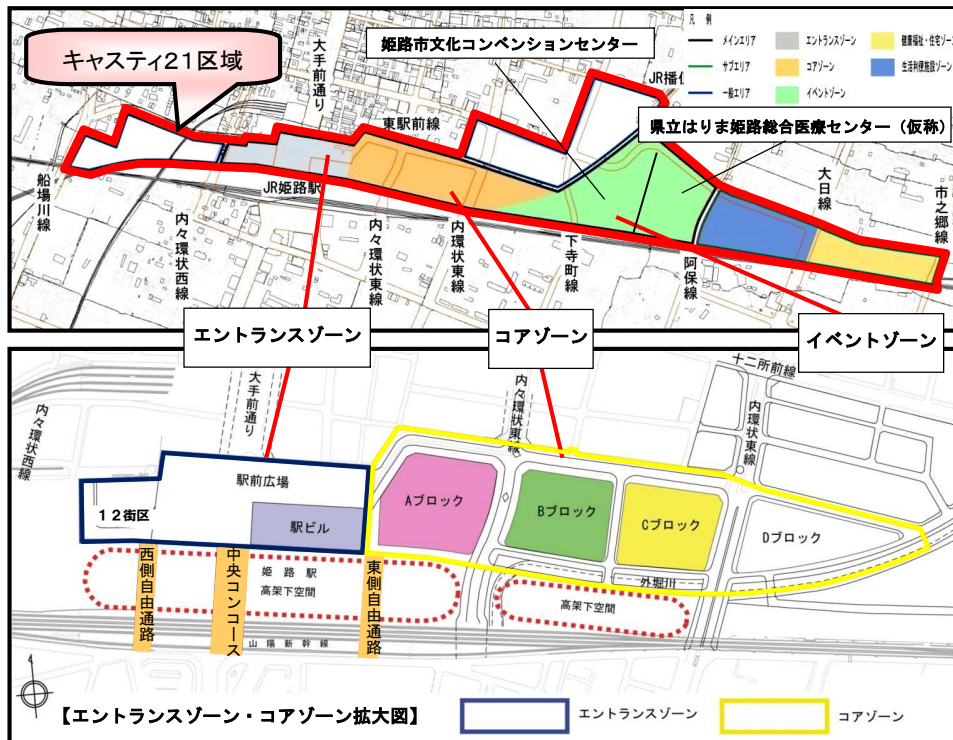 キャスティ21区域
大手前通り
姫路市文化コンベンションセンター
凡 例
メインエリア
サブエリア
一般エリア
エントランスゾーン
コアゾーン
イベントゾーン
健康福祉・住宅ゾーン
生活利便施設ゾーン
東駅前線
県立はりま姫路総合医療センター（仮称）
JR姫路駅
船場川線
内々環状西線
内々環状東線
内環状東線
下寺町線
阿保線
大日線
市之郷線
エントランスゾーン
コアゾーン
イベントゾーン
内々環状西線
大手前通り
内々環状東線
十二所前線
内環状東線
駅前広場
12街区
駅ビル
Aブロック
Bブロック
Cブロック
Dブロック
外堀川
西側自由通路
中央コンコース
東側自由通路
姫路駅
高架下空間
高架下空間
山陽新幹線
【エントランスゾーン・コアゾーン拡大図】
エントランスゾーン
コアゾーン